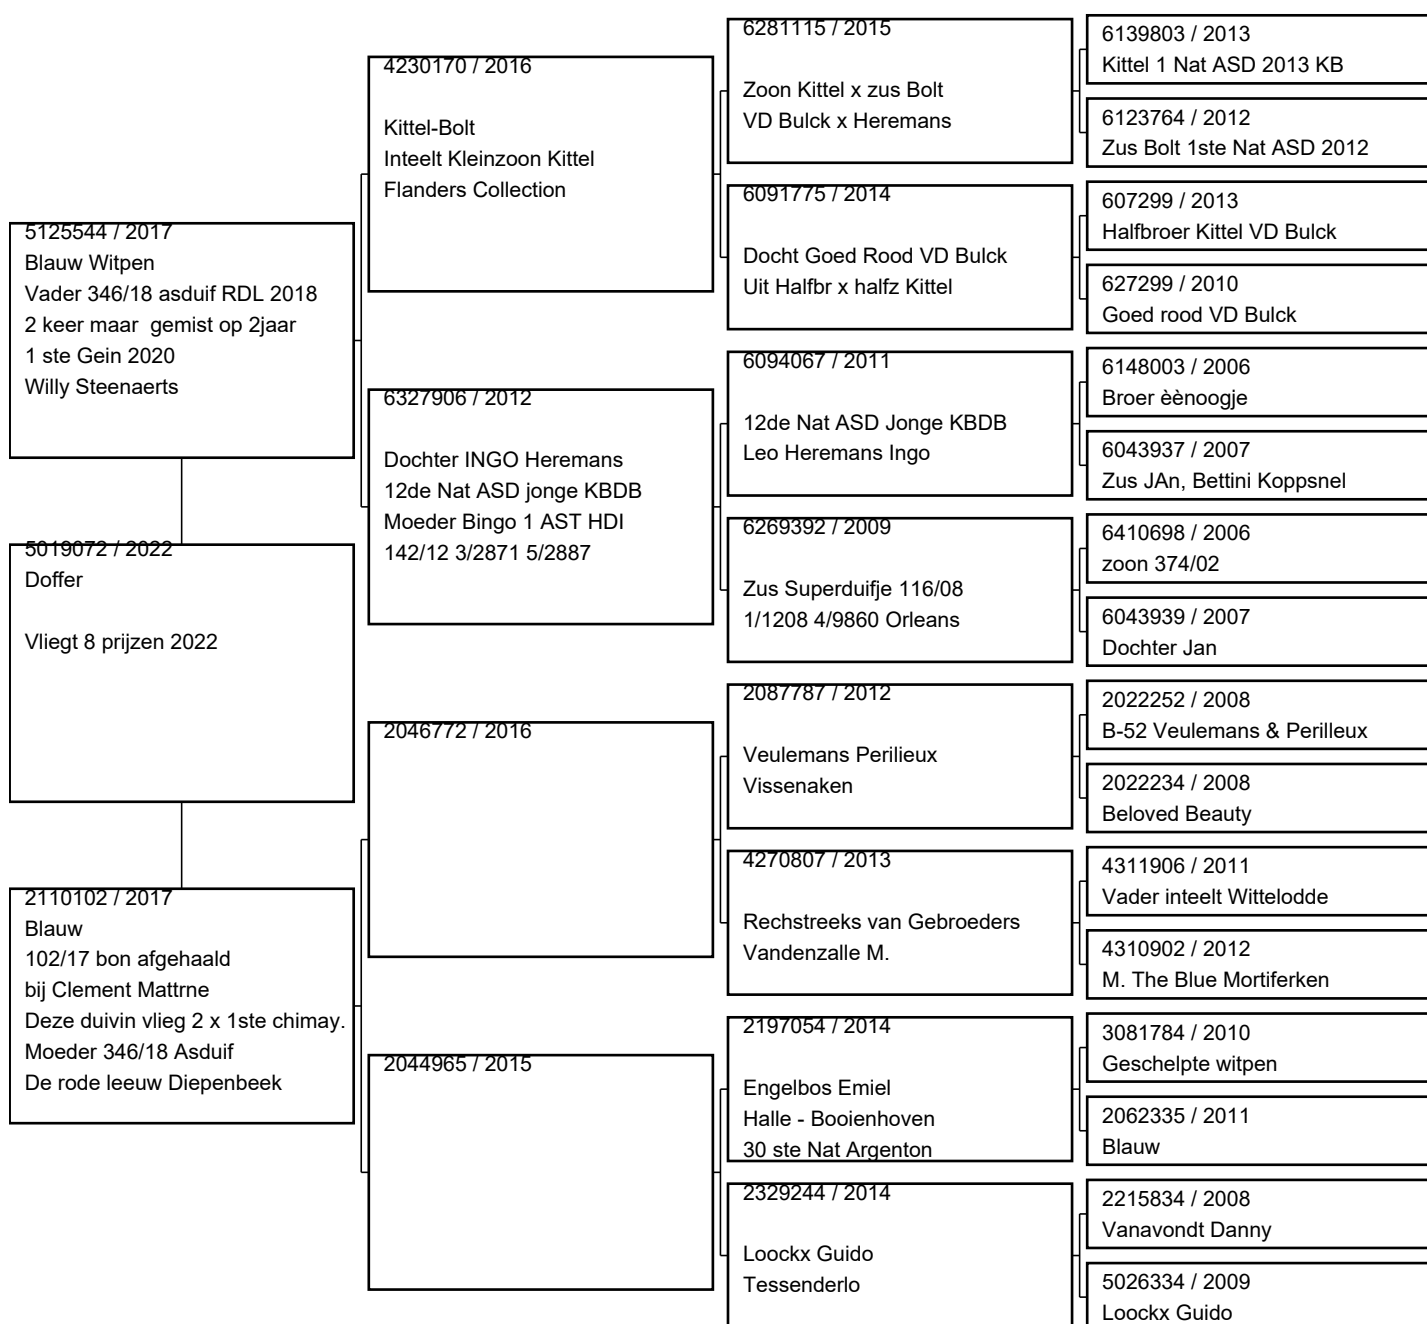 5125544 / 2017
Blauw Witpen
Vader 346/18 asduif RDL 2018
2 keer maar  gemist op 2jaar
1 ste Gein 2020
Willy Steenaerts
5019072 / 2022
Doffer
Vliegt 8 prijzen 2022
2110102 / 2017
Blauw
102/17 bon afgehaald
bij Clement Mattrne
Deze duivin vlieg 2 x 1ste chimay.
Moeder 346/18 Asduif
De rode leeuw Diepenbeek
4230170 / 2016
Kittel-Bolt
Inteelt Kleinzoon Kittel
Flanders Collection
6327906 / 2012
Dochter INGO Heremans
12de Nat ASD jonge KBDB
Moeder Bingo 1 AST HDI
142/12 3/2871 5/2887
2046772 / 2016
2044965 / 2015
6281115 / 2015
Zoon Kittel x zus Bolt
VD Bulck x Heremans
6091775 / 2014
Docht Goed Rood VD Bulck
Uit Halfbr x halfz Kittel
6094067 / 2011
12de Nat ASD Jonge KBDB
Leo Heremans Ingo
6269392 / 2009
Zus Superduifje 116/08
1/1208 4/9860 Orleans
2087787 / 2012
Veulemans Perilieux
Vissenaken
4270807 / 2013
Rechstreeks van Gebroeders
Vandenzalle M.
2197054 / 2014
Engelbos Emiel
Halle - Booienhoven
30 ste Nat Argenton
2329244 / 2014
Loockx Guido
Tessenderlo
6139803 / 2013
Kittel 1 Nat ASD 2013 KB
6123764 / 2012
Zus Bolt 1ste Nat ASD 2012
607299 / 2013
Halfbroer Kittel VD Bulck
627299 / 2010
Goed rood VD Bulck
6148003 / 2006
Broer èènoogje
6043937 / 2007
Zus JAn, Bettini Koppsnel
6410698 / 2006
zoon 374/02
6043939 / 2007
Dochter Jan
2022252 / 2008
B-52 Veulemans & Perilleux
2022234 / 2008
Beloved Beauty
4311906 / 2011
Vader inteelt Wittelodde
4310902 / 2012
M. The Blue Mortiferken
3081784 / 2010
Geschelpte witpen
2062335 / 2011
Blauw
2215834 / 2008
Vanavondt Danny
5026334 / 2009
Loockx Guido